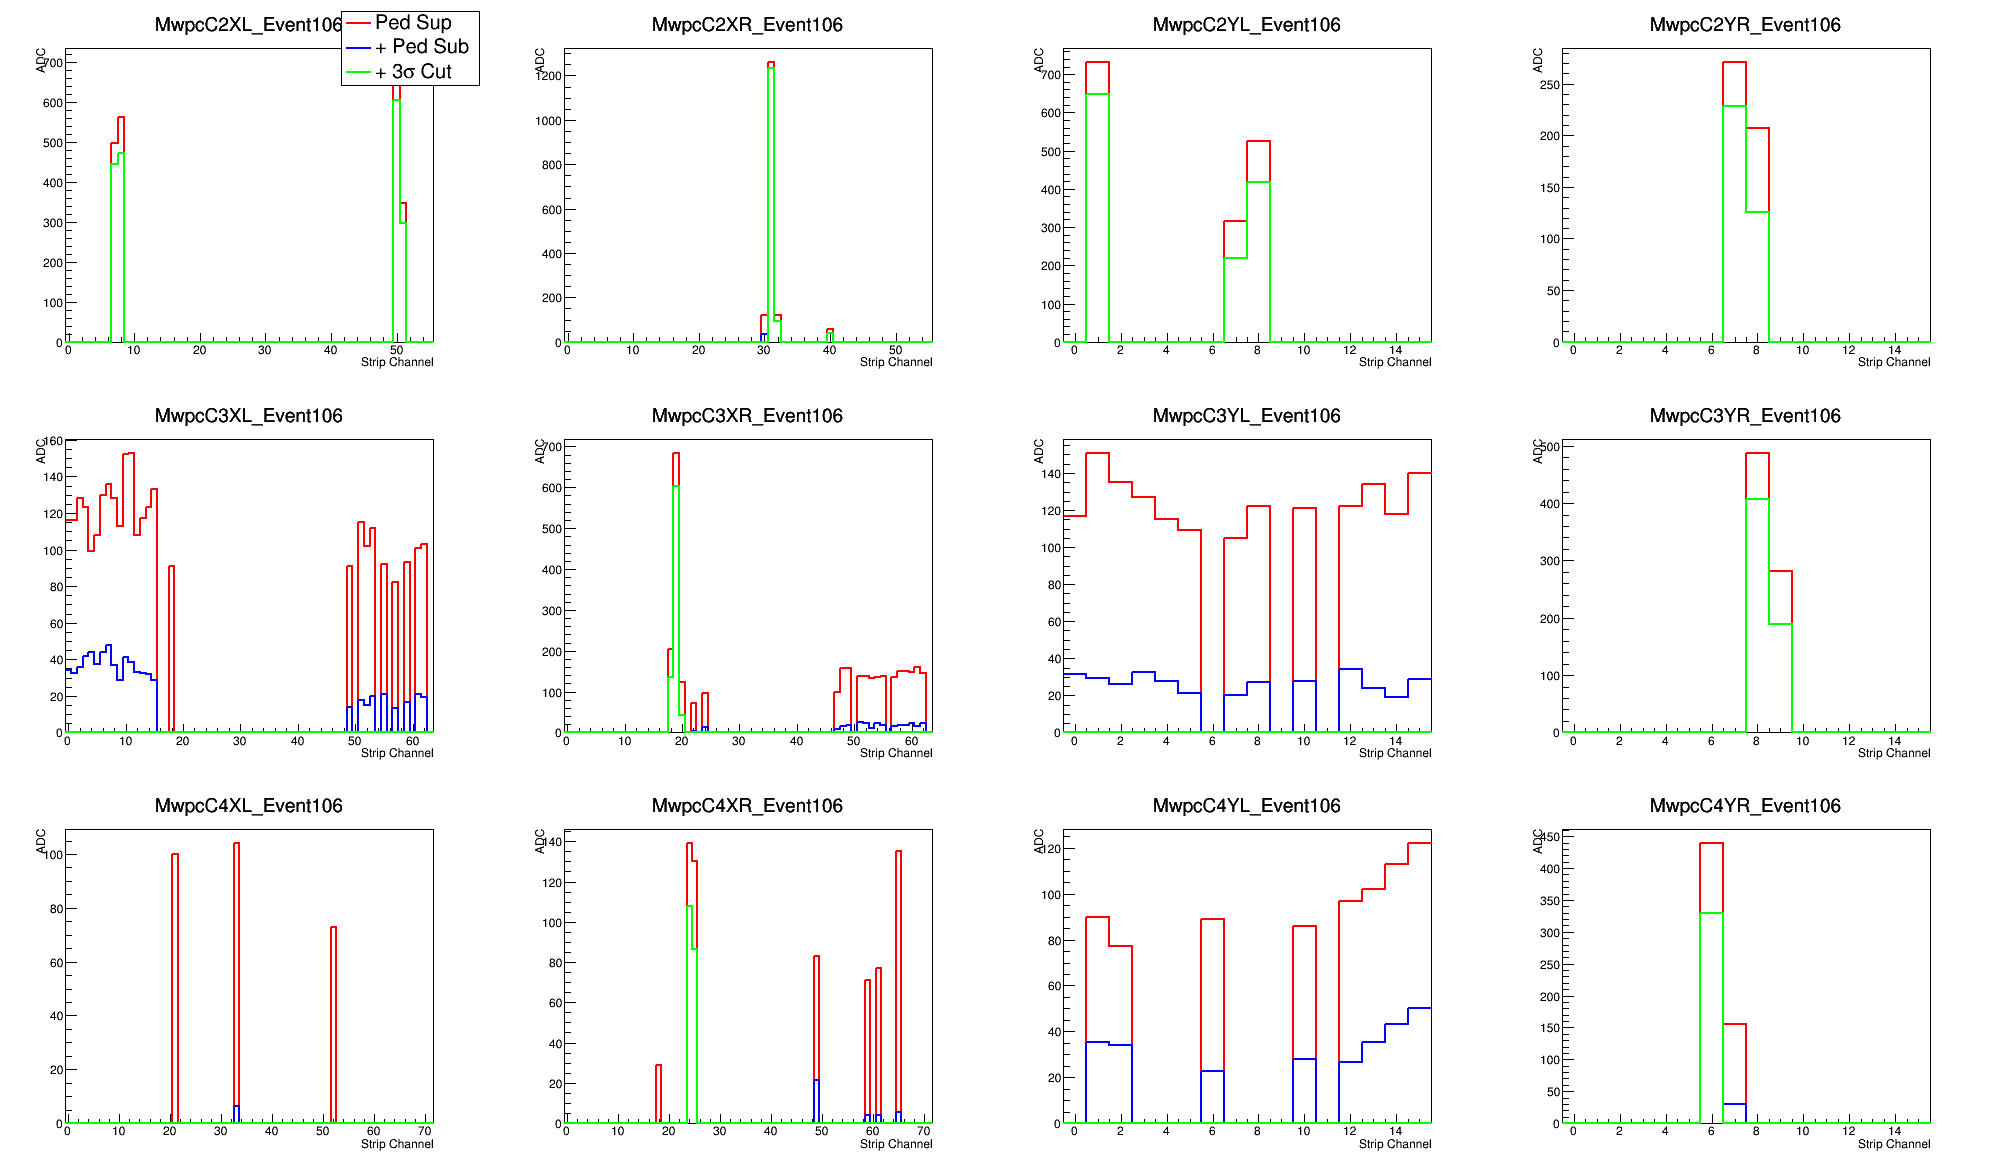 MwpcC2XL_Event106
MwpcC2XR_Event106
MwpcC2YL_Event106
MwpcC2YR_Event106
Ped Sup
+ Ped Sub
+ 3σ Cut
ADC
700
600
500
400
300
200
100
0
0 10 20 30 40 50
Strip Channel
ADC
1200
1000
800
600
400
200
0
0 10 20 30 40 50
Strip Channel
ADC
700
600
500
400
300
200
100
0
0 2 4 6 8 10 12 14
Strip Channel
ADC
250
200
150
100
50
0
0 2 4 6 8 10 12 14
Strip Channel
MwpcC3XL_Event106
MwpcC3XR_Event106
MwpcC3YL_Event106
MwpcC3YR_Event106
ADC
160
140
120
100
80
60
40
20
0
0 10 20 30 40 50 60
Strip Channel
ADC
700
600
500
400
300
200
100
0
0 10 20 30 40 50 60
Strip Channel
ADC
140
120
100
80
60
40
20
0
0 2 4 6 8 10 12 14
Strip Channel
ADC
500
400
300
200
100
0
0 2 4 6 8 10 12 14
Strip Channel
MwpcC4XL_Event106
MwpcC4XR_Event106
MwpcC4YL_Event106
MwpcC4YR_Event106
ADC
100
80
60
40
20
0
0 10 20 30 40 50 60 70
Strip Channel
ADC
140
120
100
80
60
40
20
0
0 10 20 30 40 50 60 70
Strip Channel
ADC
120
100
80
60
40
20
0
0 2 4 6 8 10 12 14
Strip Channel
ADC
450
400
350
300
250
200
150
100
50
0
0 2 4 6 8 10 12 14
Strip Channel